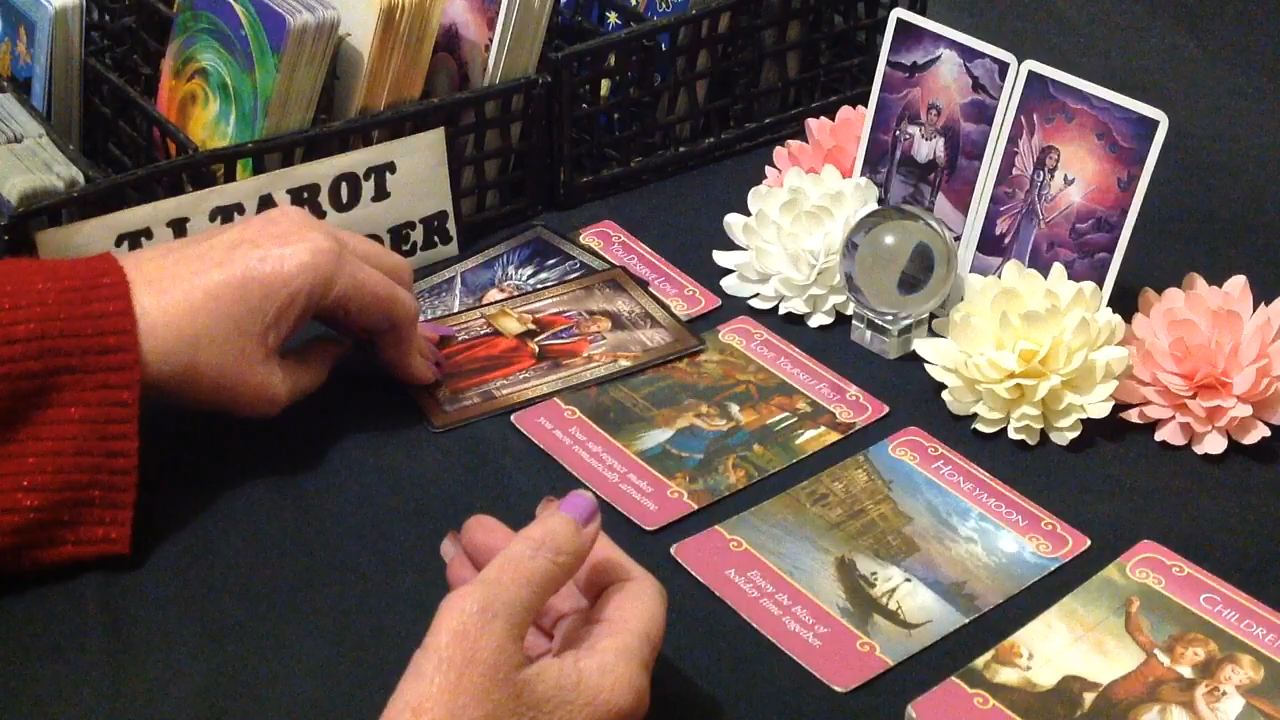 T J TAROT
DER
YOU DESERVE LOVE
LOVE YOURSELF FIRST
Your self-respect makes
you more romantically attractive.
HONEYMOON
Enjoy the bliss of
holiday time together.
CHILDRE